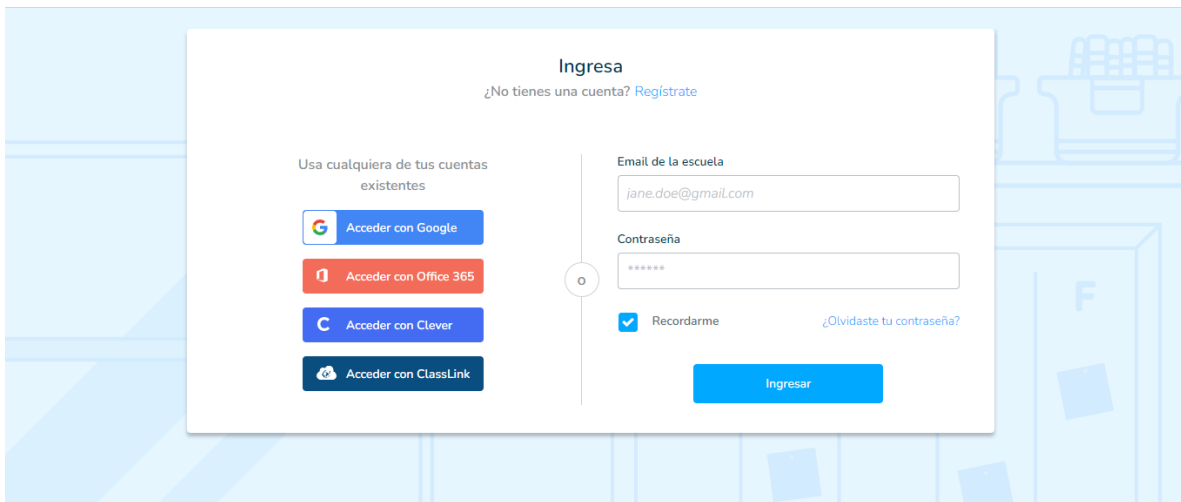 Ingresa
¿No tienes una cuenta? Regístrate
Usa cualquiera de tus cuentas
existentes
Acceder con Google
Acceder con Office 365
Acceder con Clever
Acceder con ClassLink
o
Email de la escuela
jane.doe@gmail.com
Contraseña
******
Recordarme
¿Olvidaste tu contraseña?
Ingresar
F